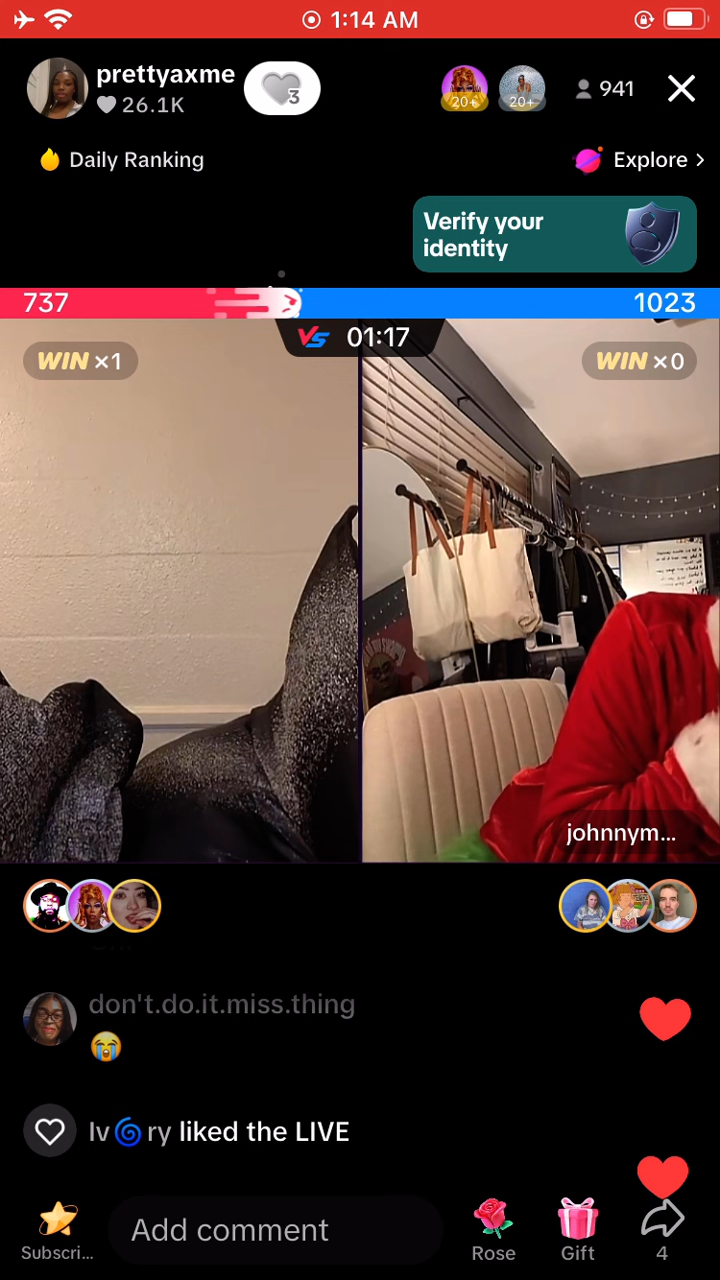 1:14 AM
prettyaxme
26.1K
3
20+
20+
941
Daily Ranking
Explore >
Verify your
identity
737
1023
VS 01:17
WIN ×1
WIN ×0
johnnym...
don't.do.it.miss.thing
😭
Iv🌀ry liked the LIVE
Subscri...
Add comment
Rose
Gift
4